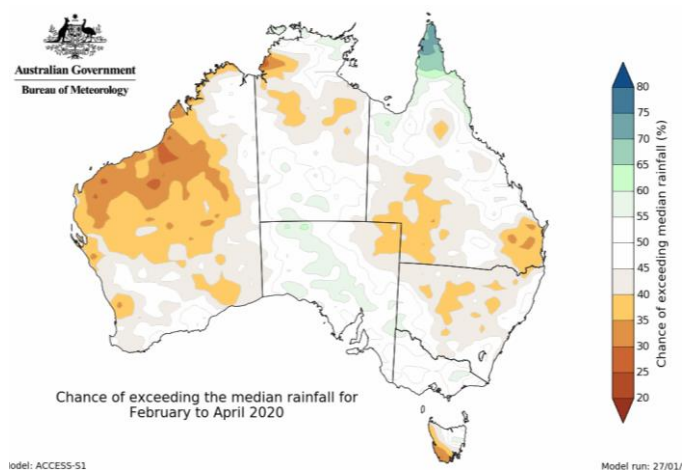 Australian Government
Bureau of Meteorology
80
75
70
65
60
55
50
45
40
35
30
25
20
Chance of exceeding median rainfall (%)
Chance of exceeding the median rainfall for
February to April 2020
odel: ACCESS-S1
Model run: 27/01/